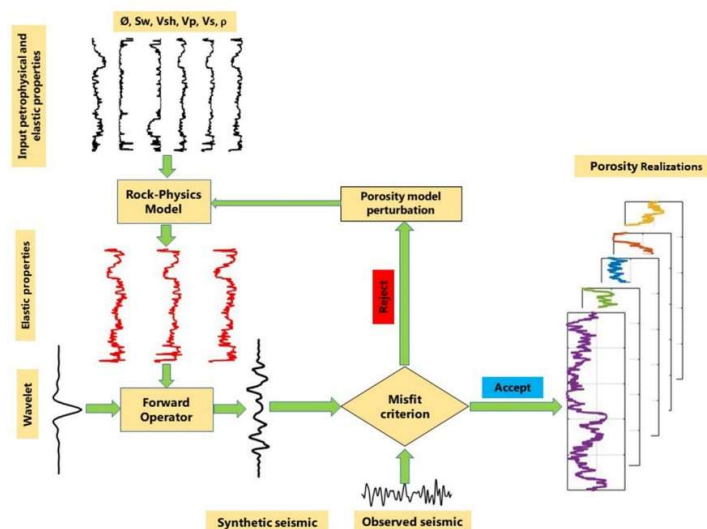 Ø, Sw, Vsh, Vp, Vs, ρ
Input petrophysical and
elastic properties
Rock-Physics
Model
Porosity model
perturbation
Porosity Realizations
Elastic properties
Reject
Wavelet
Forward
Operator
Misfit
criterion
Accept
Synthetic seismic
Observed seismic